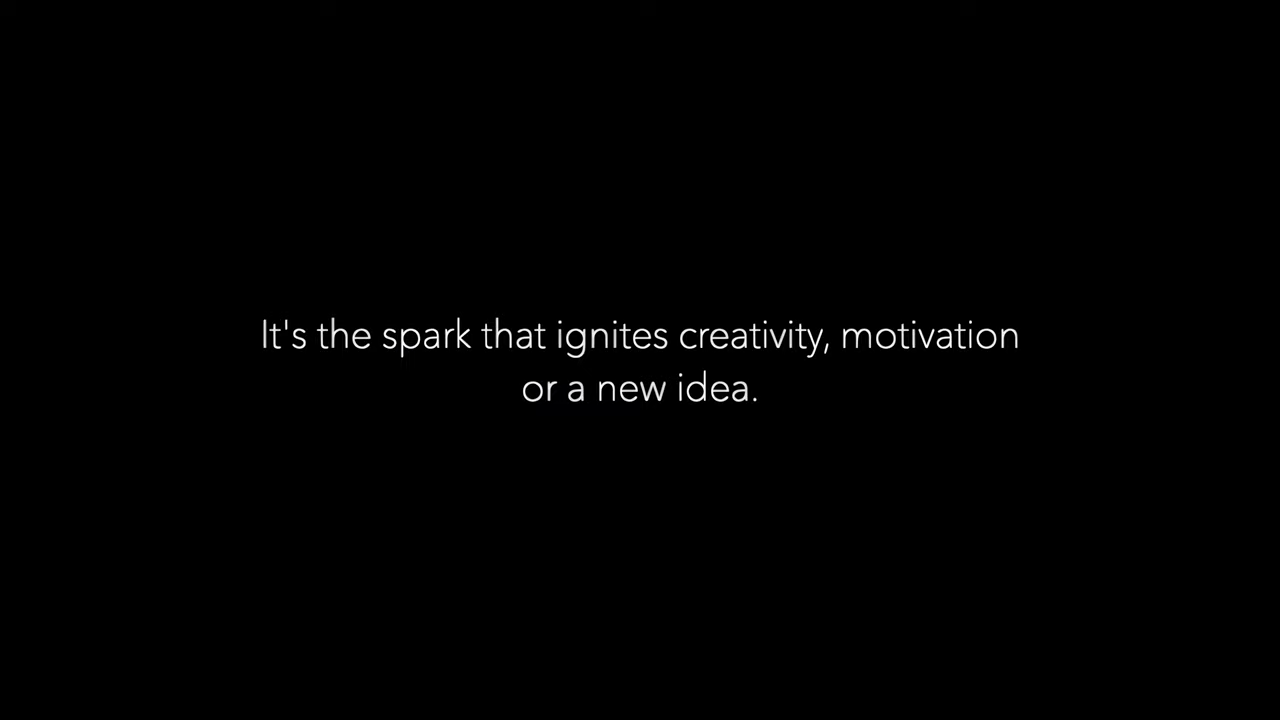 It's the spark that ignites creativity, motivation
or a new idea.